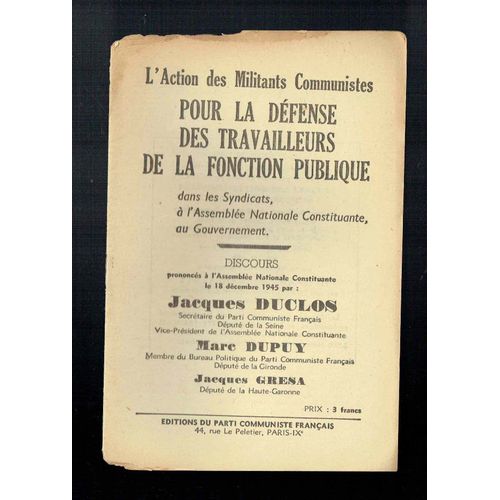 L'Action des Militants Communistes
POUR LA DÉFENSE
DES TRAVAILLEURS
DE LA FONCTION PUBLIQUE
dans les Syndicats,
à l'Assemblée Nationale Constituante,
au Gouvernement.
DISCOURS
prononcés à l'Assemblée Nationale Constituante
le 18 décembre 1945 par :
Jacques DUCLOS
Secrétaire du Parti Communiste Français
Député de la Seine
Vice-Président de l'Assemblée Nationale Constituante
Marc DUPUY
Membre du Bureau Politique du Parti Communiste Français
Député de la Gironde
Jacques GRESA
Député de la Haute-Garonne
PRIX : 3 francs
EDITIONS DU PARTI COMMUNISTE FRANÇAIS
44, rue Le Peletier, PARIS-IXe